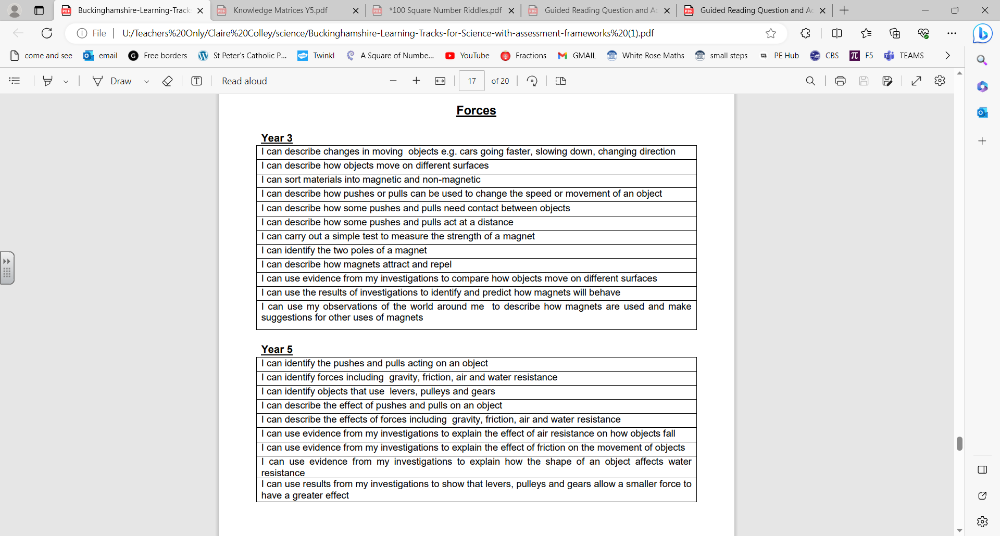 Buckinghamshire-Learning-Track
Knowledge Matrices Y5.pdf
*100 Square Number Riddles.pdf
Guided Reading Question and Ac
Guided Reading Question and Ac
File
U:/Teachers%20Only/Claire%20Colley/science/Buckinghamshire-Learning-Tracks-for-Science-with-assessment-frameworks%20(1).pdf
come and see
email
Free borders
St Peter's Catholic P...
Twinkl
A Square of Numbe...
YouTube
Fractions
GMAIL
White Rose Maths
small steps
PE Hub
CBS
F5
TEAMS
Draw
Read aloud
17
of 20
Forces
Year 3
I can describe changes in moving  objects e.g. cars going faster, slowing down, changing direction
I can describe how objects move on different surfaces
I can sort materials into magnetic and non-magnetic
I can describe how pushes or pulls can be used to change the speed or movement of an object
I can describe how some pushes and pulls need contact between objects
I can describe how some pushes and pulls act at a distance
I can carry out a simple test to measure the strength of a magnet
I can identify the two poles of a magnet
I can describe how magnets attract and repel
I can use evidence from my investigations to compare how objects move on different surfaces
I can use the results of investigations to identify and predict how magnets will behave
I can use my observations of the world around me  to describe how magnets are used and make
suggestions for other uses of magnets
Year 5
I can identify the pushes and pulls acting on an object
I can identify forces including  gravity, friction, air and water resistance
I can identify objects that use  levers, pulleys and gears
I can describe the effect of pushes and pulls on an object
I can describe the effects of forces including  gravity, friction, air and water resistance
I can use evidence from my investigations to explain the effect of air resistance on how objects fall
I can use evidence from my investigations to explain the effect of friction on the movement of objects
I can use evidence from my investigations to explain how the shape of an object affects water
resistance
I can use results from my investigations to show that levers, pulleys and gears allow a smaller force to
have a greater effect